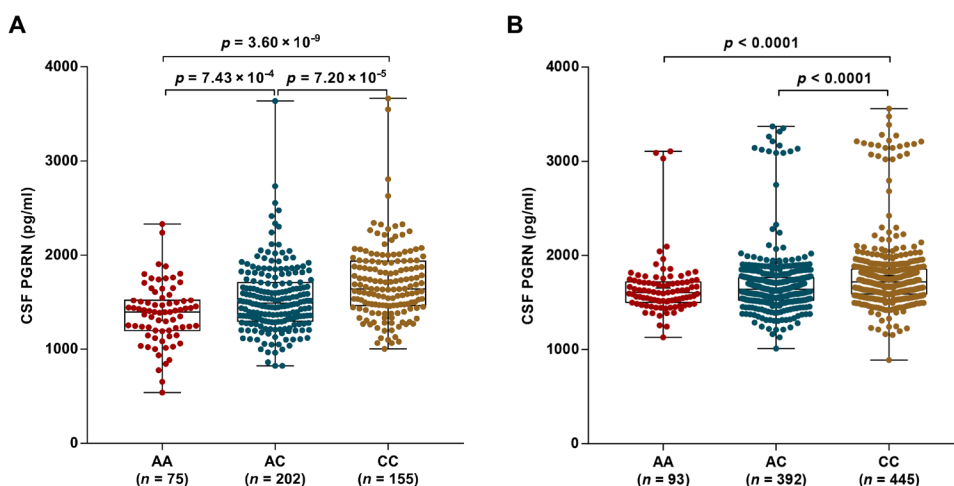 A
p = 3.60 × 10⁻⁹
p = 7.43 × 10⁻⁴
p = 7.20 × 10⁻⁵
4000
3000
2000
1000
0
CSF PGRN (pg/ml)
AA
(n = 75)
AC
(n = 202)
CC
(n = 155)
B
p < 0.0001
p < 0.0001
4000
3000
2000
1000
0
CSF PGRN (pg/ml)
AA
(n = 93)
AC
(n = 392)
CC
(n = 445)